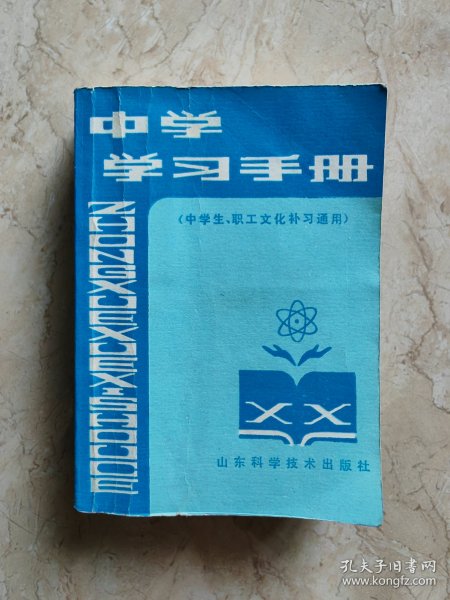 中学
学习手册
(中学生、职工文化补习通用)
ZHONGXUEXUEXISHOUCE
XX
山东科学技术出版社
孔夫子旧书网
www.kongfz.com